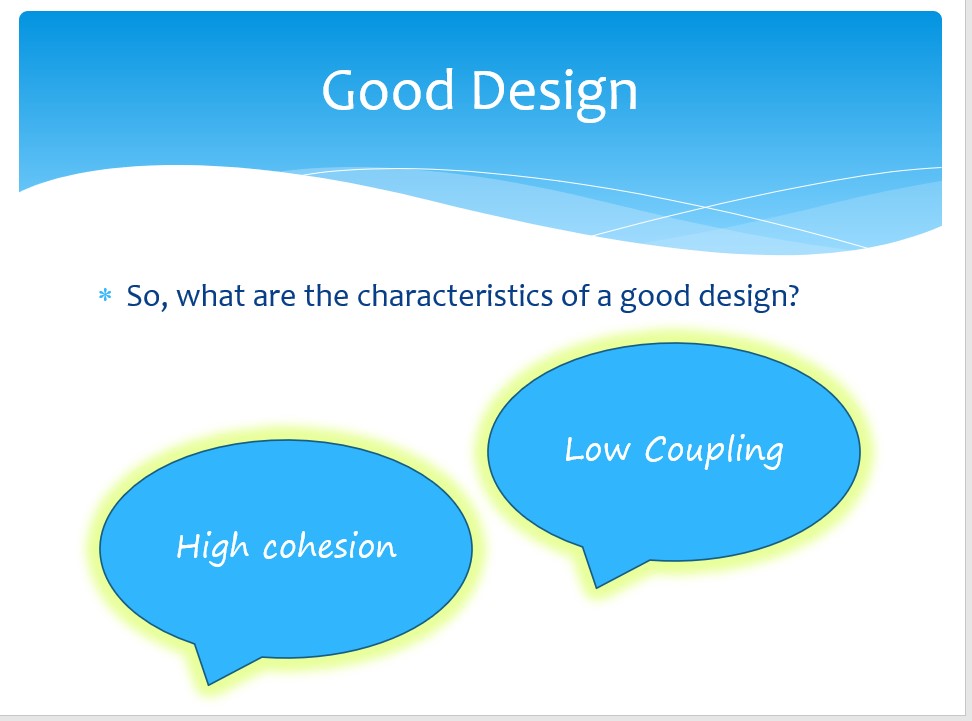 Good Design
So, what are the characteristics of a good design?
Low Coupling
High cohesion